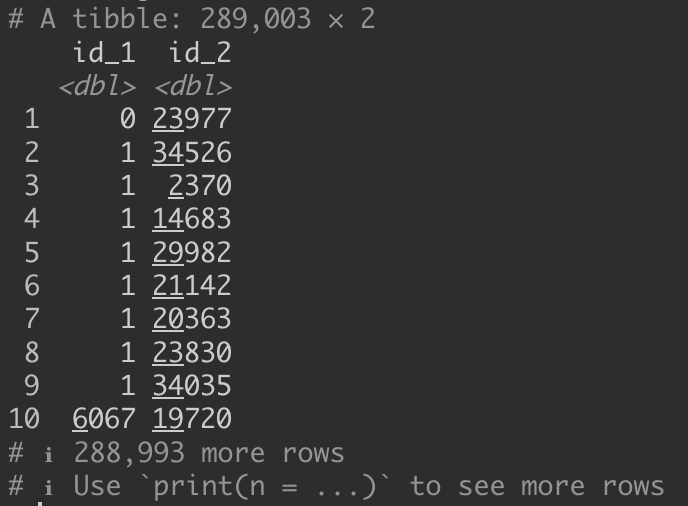 # A tibble: 289,003 × 2
id_1 id_2
<dbl> <dbl>
1 0 23977
2 1 34526
3 1 2370
4 1 14683
5 1 29982
6 1 21142
7 1 20363
8 1 23830
9 1 34035
10 6067 19720
# ℹ 288,993 more rows
# ℹ Use `print(n = ...)` to see more rows